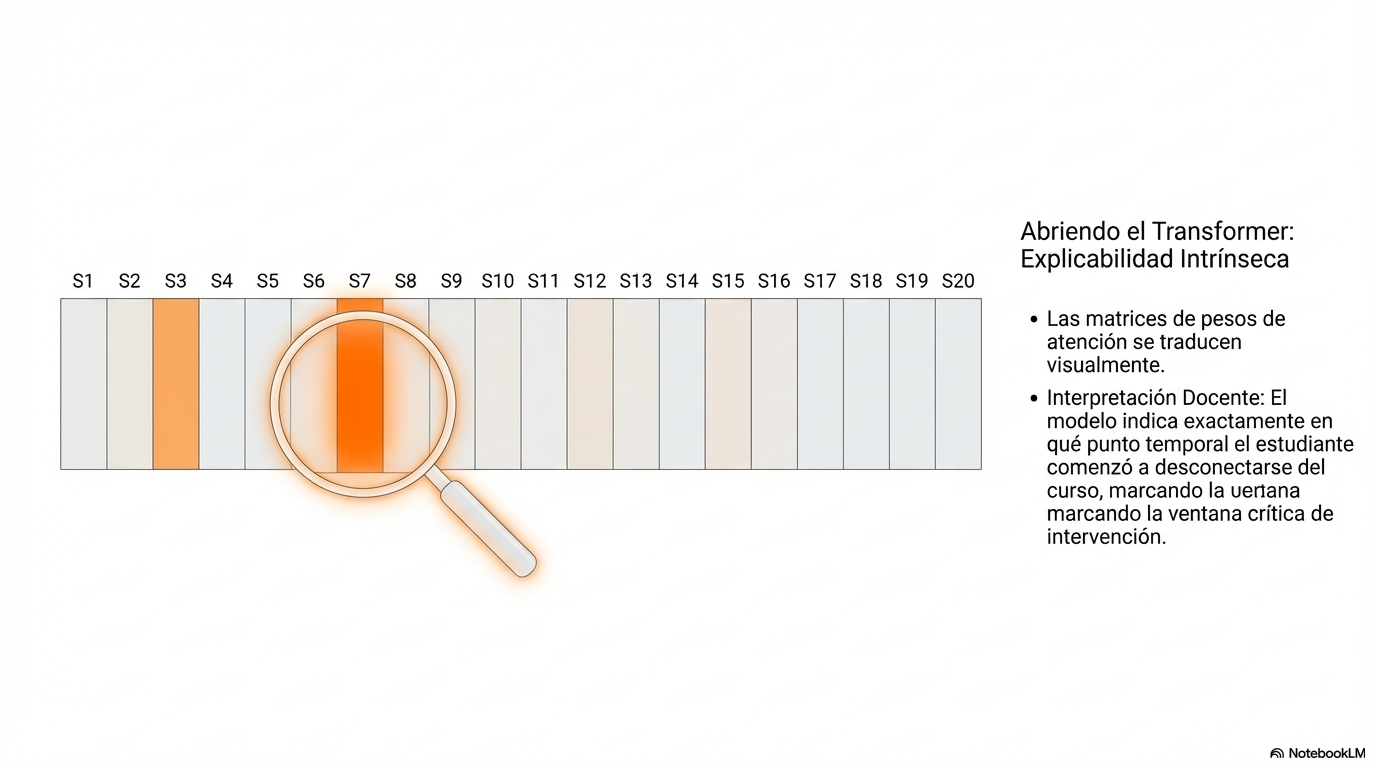 S1 S2 S3 S4 S5 S6 S7 S8 S9 S10 S11 S12 S13 S14 S15 S16 S17 S18 S19 S20
Abriendo el Transformer:
Explicabilidad Intrínseca
• Las matrices de pesos de
atención se traducen
visualmente.
• Interpretación Docente: El
modelo indica exactamente en
qué punto temporal el estudiante
comenzó a desconectarse del
curso, marcando la
marcando la ventana crítica de
intervención.
NotebookLM